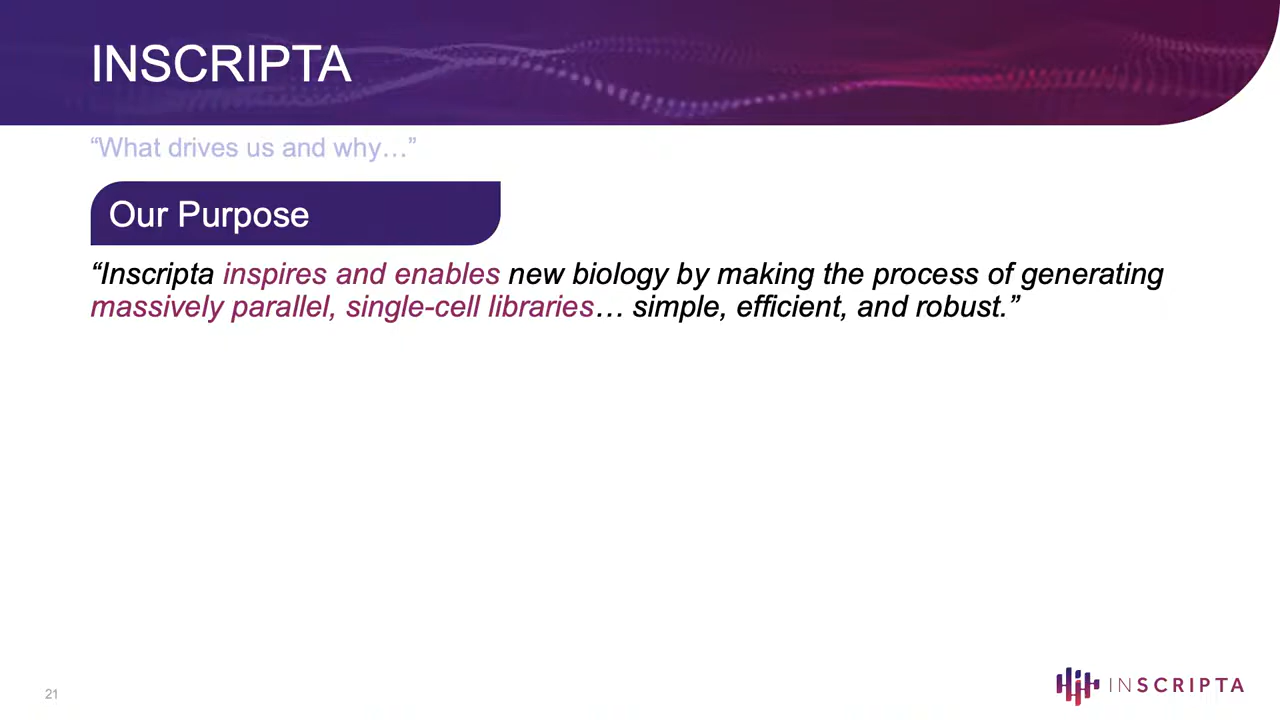 INSCRIPTA
“What drives us and why…”
Our Purpose
“Inscripta inspires and enables new biology by making the process of generating
massively parallel, single-cell libraries… simple, efficient, and robust.”
21
INSCRIPTA